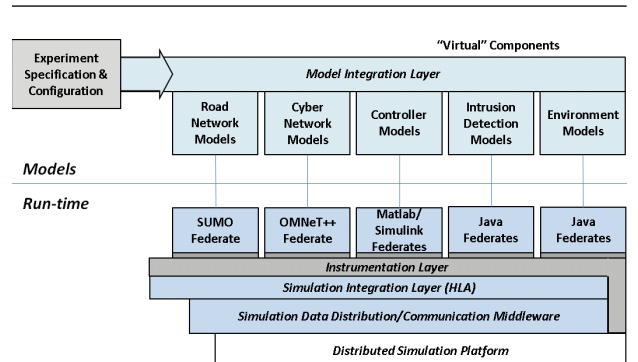 "Virtual" Components
Experiment
Specification &
Configuration
Model Integration Layer
Road
Network
Models
Cyber
Network
Models
Controller
Models
Intrusion
Detection
Models
Environment
Models
Models
Run-time
SUMO
Federate
OMNeT++
Federate
Matlab/
Simulink
Federates
Java
Federates
Java
Federates
Instrumentation Layer
Simulation Integration Layer (HLA)
Simulation Data Distribution/Communication Middleware
Distributed Simulation Platform